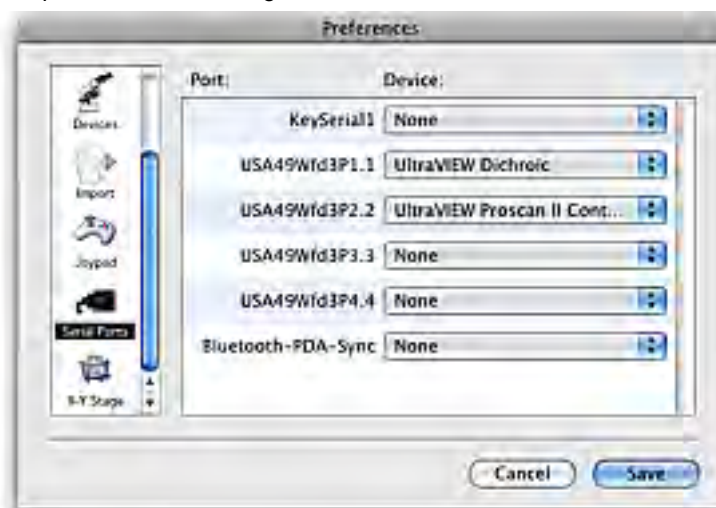 Preferences
Devices
Import
Joypad
Serial Ports
X-Y Stage
Port: Device:
KeySerial1 None
USA49Wfd3P1.1 UltraVIEW Dichroic
USA49Wfd3P2.2 UltraVIEW Proscan II Cont...
USA49Wfd3P3.3 None
USA49Wfd3P4.4 None
Bluetooth-PDA-Sync None
Cancel Save